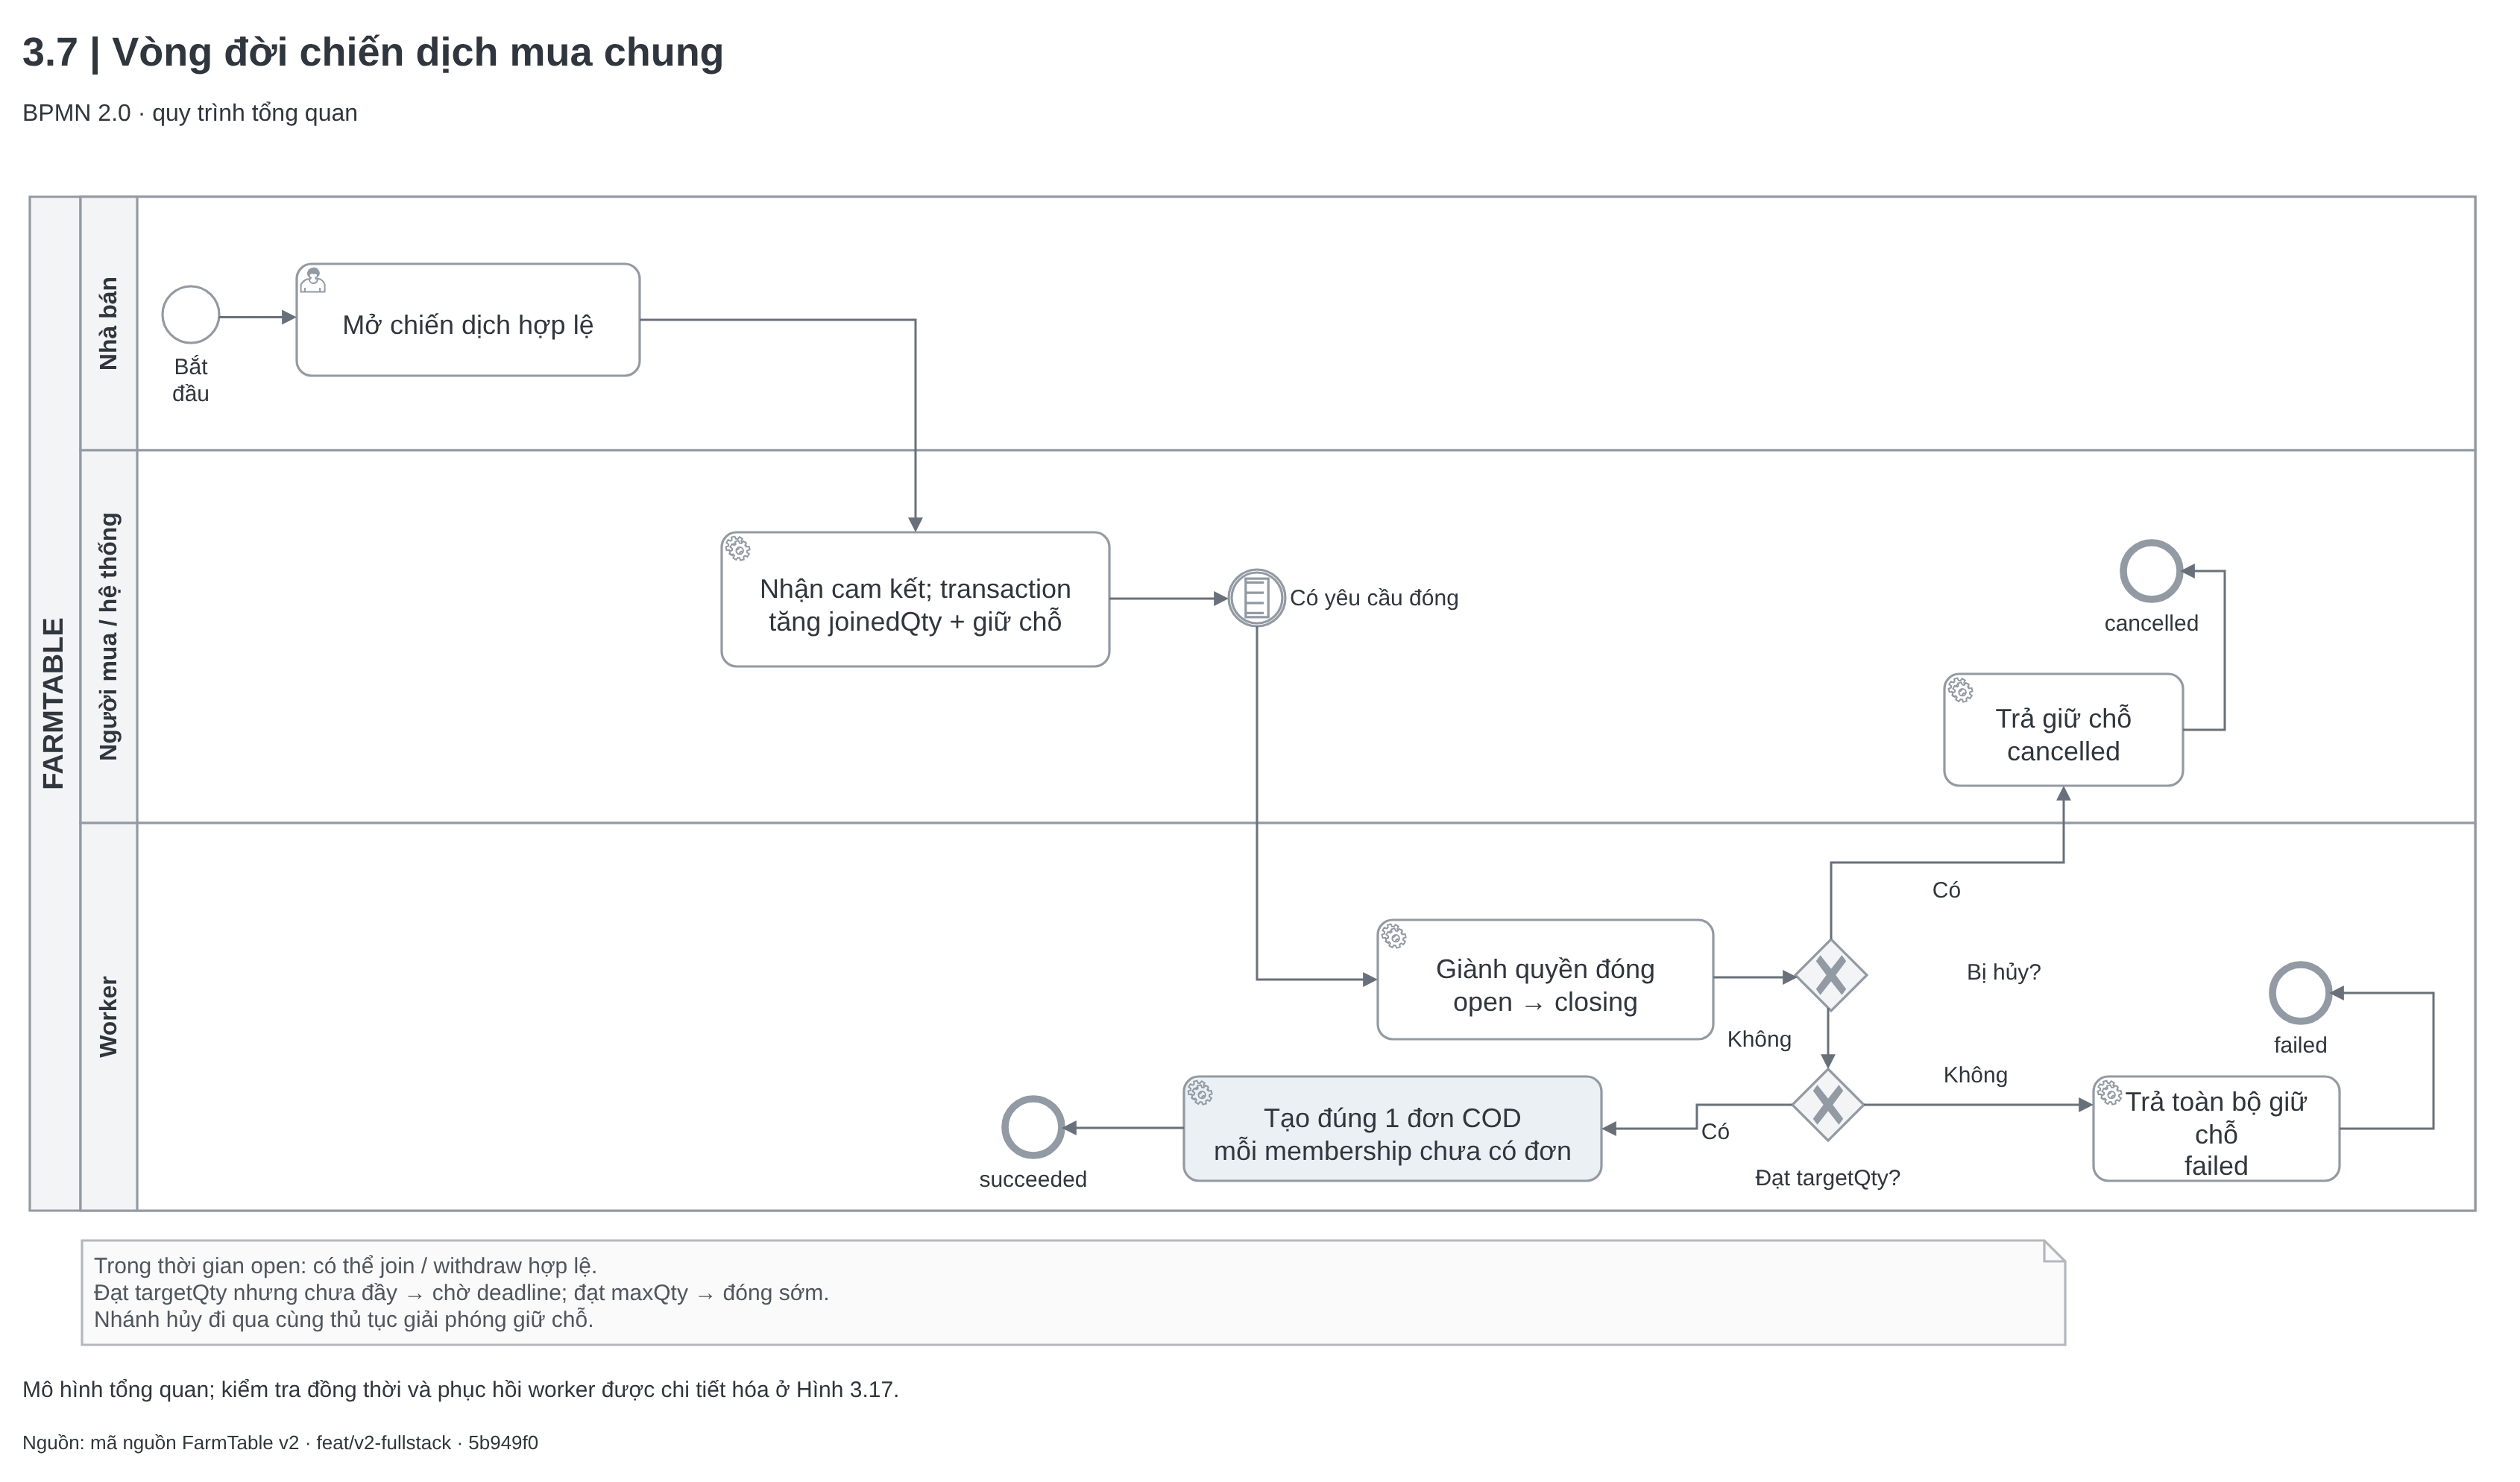 3.7 | Vòng đời chiến dịch mua chung
BPMN 2.0 · quy trình tổng quan
FARMTABLE
Nhà bán
Bắt
đầu
Mở chiến dịch hợp lệ
Người mua / hệ thống
Nhận cam kết; transaction
tăng joinedQty + giữ chỗ
Có yêu cầu đóng
cancelled
Trả giữ chỗ
cancelled
Worker
Có
Giành quyền đóng
open → closing
Bị hủy?
Không
failed
Không
Trả toàn bộ giữ
chỗ
failed
Có
Tạo đúng 1 đơn COD
mỗi membership chưa có đơn
Đạt targetQty?
succeeded
Trong thời gian open: có thể join / withdraw hợp lệ.
Đạt targetQty nhưng chưa đầy → chờ deadline; đạt maxQty → đóng sớm.
Nhánh hủy đi qua cùng thủ tục giải phóng giữ chỗ.
Mô hình tổng quan; kiểm tra đồng thời và phục hồi worker được chi tiết hóa ở Hình 3.17.
Nguồn: mã nguồn FarmTable v2 · feat/v2-fullstack · 5b949f0